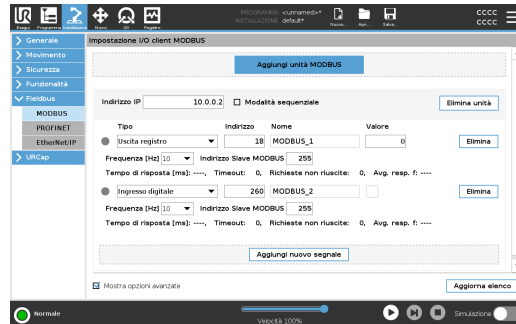 PROGRAMMA <unnamed>*
INSTALLAZIONE default*
cccc
cccc
Esegui Programma Installazione Muovi I/O Registro Nuovo... Apri... Salva...
Generale
Movimento
Sicurezza
Funzionalità
Fieldbus
MODBUS
PROFINET
EtherNet/IP
URCap
Impostazione I/O client MODBUS
Aggiungi unità MODBUS
Indirizzo IP 10.0.0.2 Modalità sequenziale Elimina unità
Tipo Indirizzo Nome Valore
Uscita registro 18 MODBUS_1 0 Elimina
Frequenza [Hz] 10 Indirizzo Slave MODBUS 255
Tempo di risposta [ms]: ----, Timeout: 0, Richieste non riuscite: 0, Avg. resp. f: ----
Ingresso digitale 260 MODBUS_2 Elimina
Frequenza [Hz] 10 Indirizzo Slave MODBUS 255
Tempo di risposta [ms]: ----, Timeout: 0, Richieste non riuscite: 0, Avg. resp. f: ----
Aggiungi nuovo segnale
Mostra opzioni avanzate
Aggiorna elenco
Normale
Velocità 100%
Simulazione